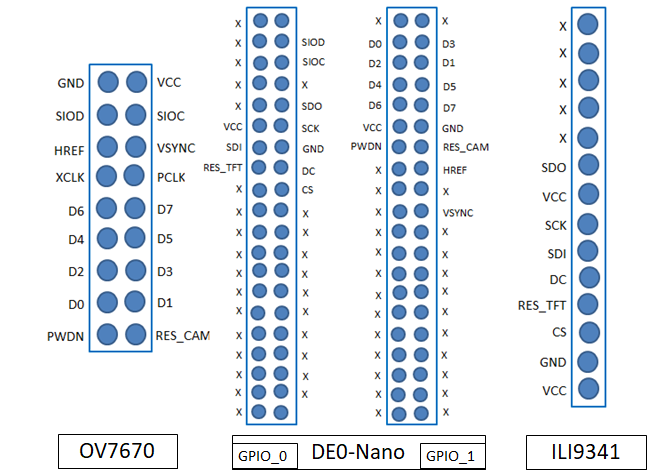 GND VCC
SIOD SIOC
HREF VSYNC
XCLK PCLK
D6 D7
D4 D5
D2 D3
D0 D1
PWDN RES_CAM
OV7670
X
X SIOD
X SIOC
X X
X SDO
VCC SCK
SDI GND
RES_TFT DC
X CS
X X
X X
X X
X X
X X
X X
X X
X X
X X
X X
X
X X
D0 D3
D2 D1
D4 D5
D6 D7
VCC GND
PWDN RES_CAM
X HREF
X X
X VSYNC
X X
X X
X X
X X
X X
X X
X X
X X
X X
X X
GPIO_0 DE0-Nano GPIO_1
X
X
X
X
X
SDO
VCC
SCK
SDI
DC
RES_TFT
CS
GND
VCC
ILI9341